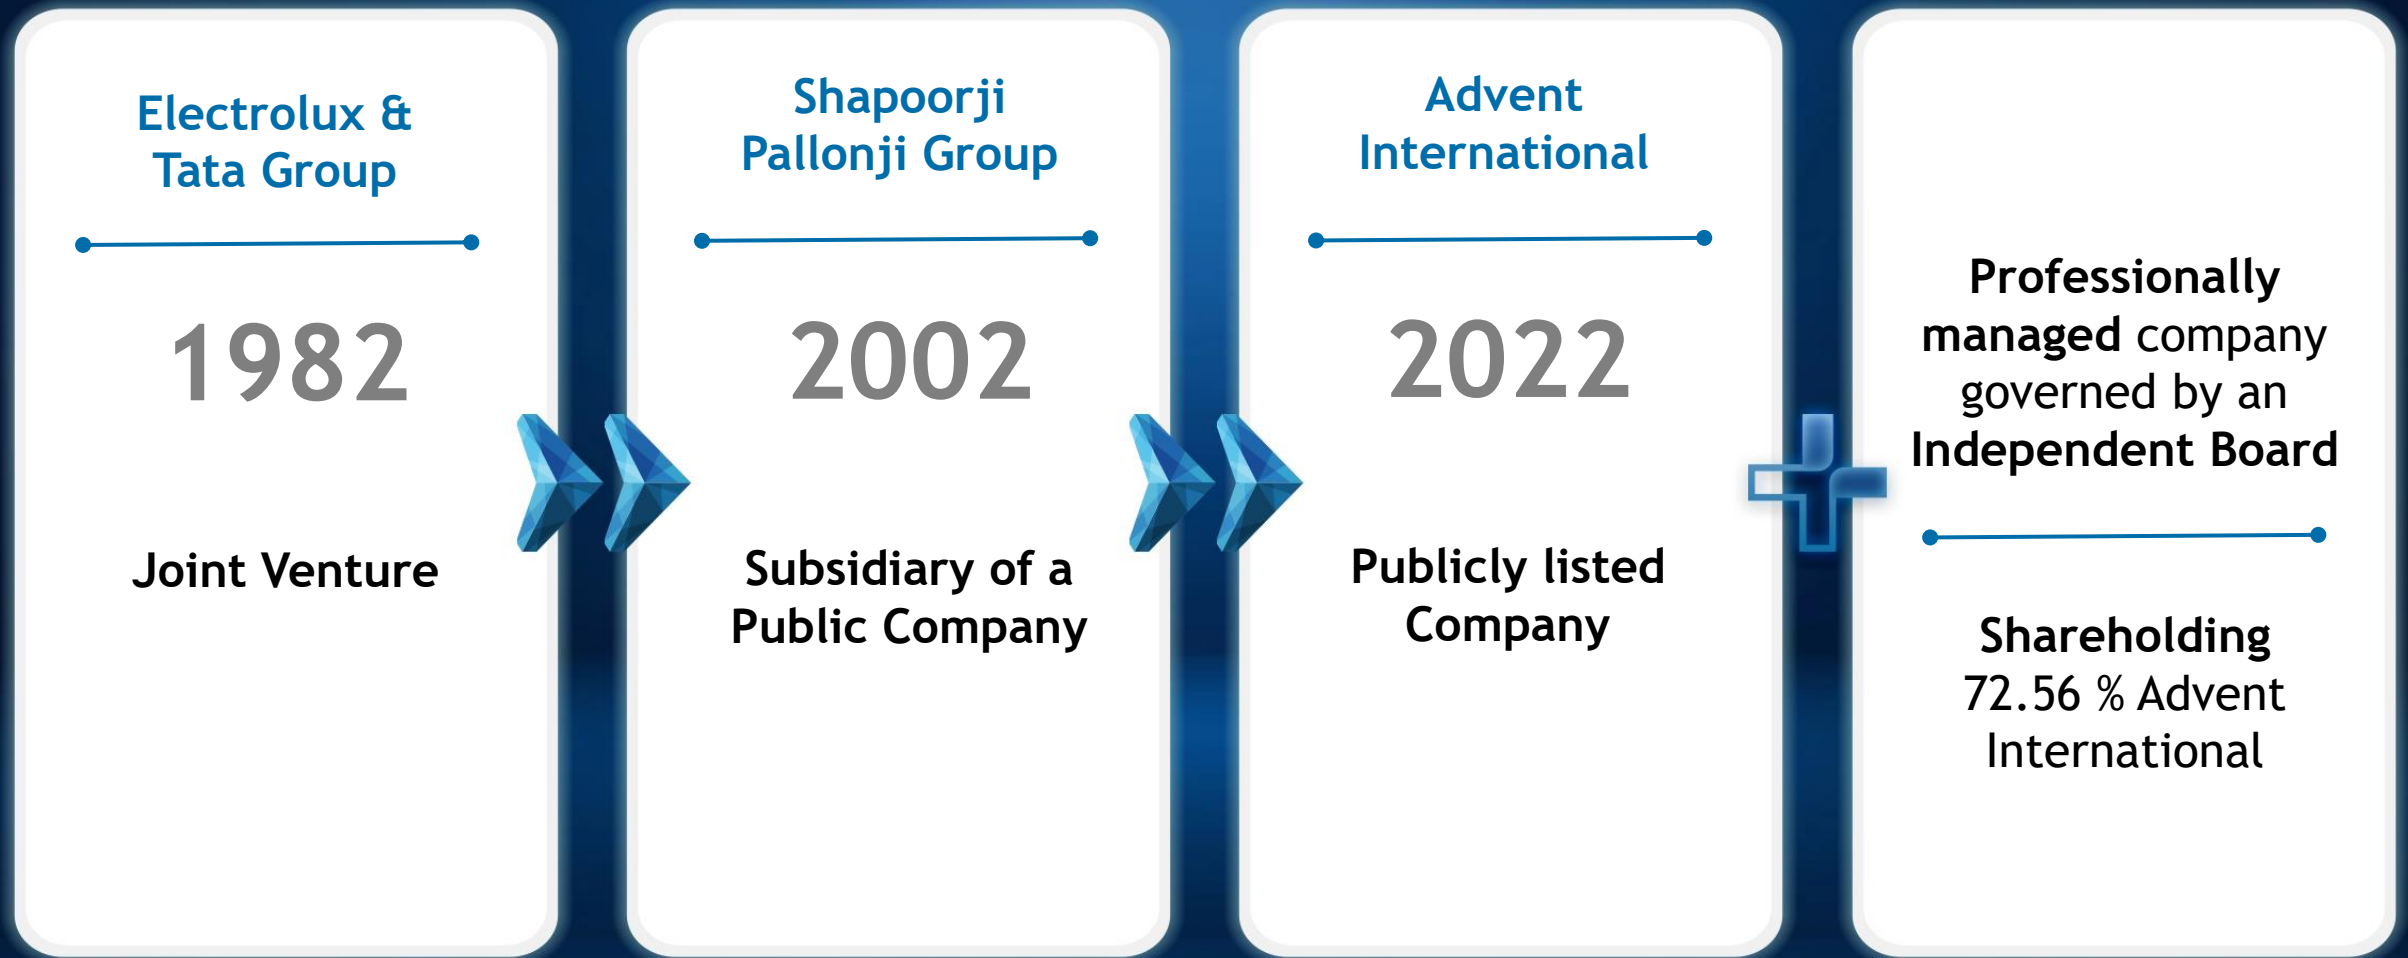 Electrolux &
Tata Group
1982
Joint Venture
Shapoorji
Pallonji Group
2002
Subsidiary of a
Public Company
Advent
International
2022
Publicly listed
Company
Professionally
managed company
governed by an
Independent Board
Shareholding
72.56 % Advent
International